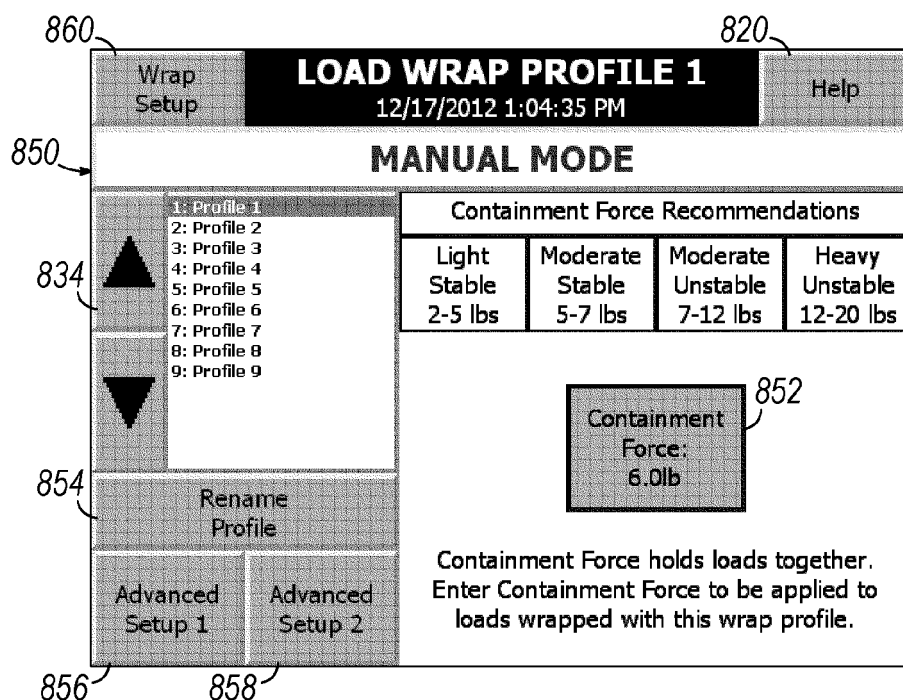 860
820
Wrap
Setup
LOAD WRAP PROFILE 1
12/17/2012 1:04:35 PM
Help
850
MANUAL MODE
834
1: Profile 1
2: Profile 2
3: Profile 3
4: Profile 4
5: Profile 5
6: Profile 6
7: Profile 7
8: Profile 8
9: Profile 9
Containment Force Recommendations
Light
Stable
2-5 lbs
Moderate
Stable
5-7 lbs
Moderate
Unstable
7-12 lbs
Heavy
Unstable
12-20 lbs
852
Containment
Force:
6.0lb
854
Rename
Profile
Advanced
Setup 1
Advanced
Setup 2
Containment Force holds loads together.
Enter Containment Force to be applied to
loads wrapped with this wrap profile.
856
858